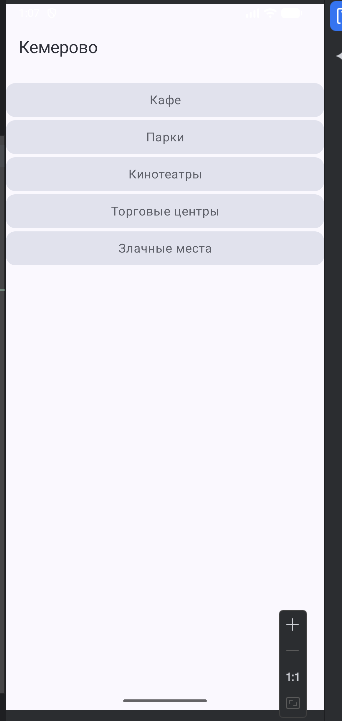 Кемерово
Кафе
Парки
Кинотеатры
Торговые центры
Злачные места
1:1